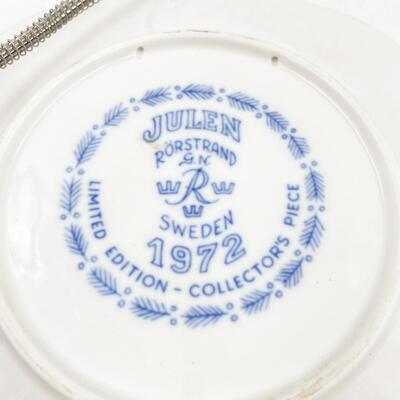 JULEN
RÖRSTRAND
G.N.
R
SWEDEN
1972
LIMITED EDITION - COLLECTOR'S PIECE